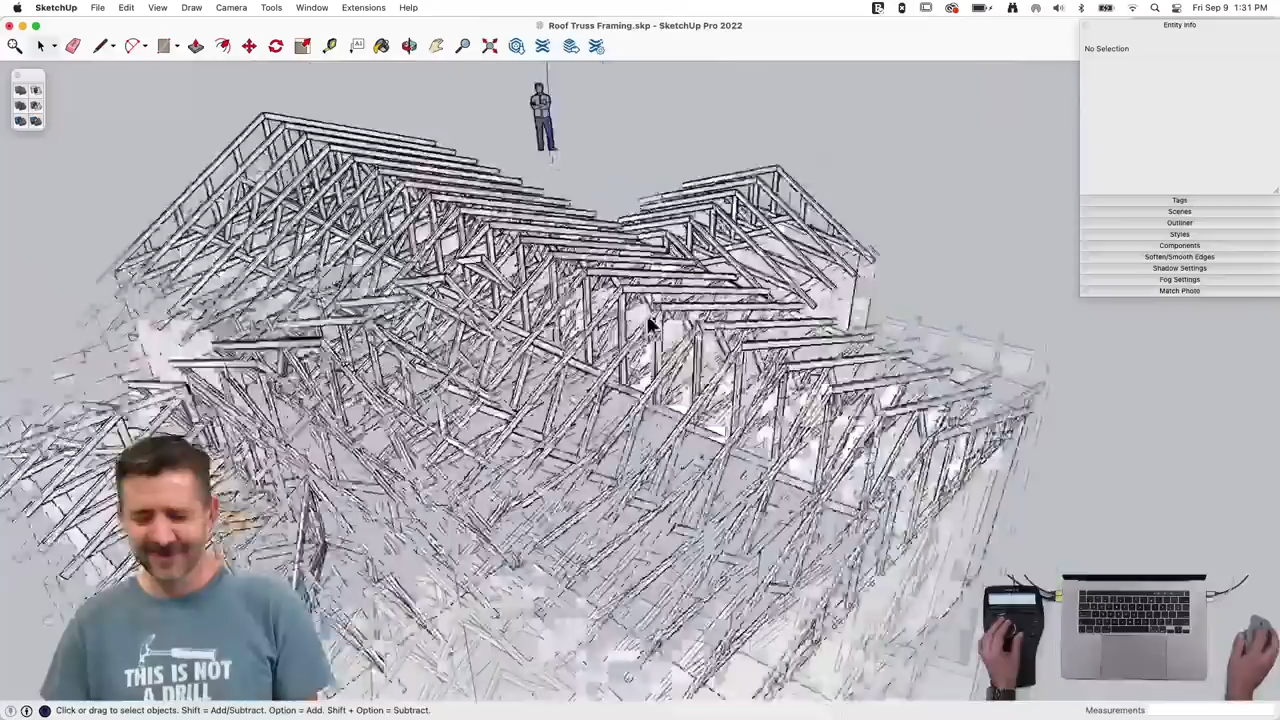 SketchUp File Edit View Draw Camera Tools Window Extensions Help Fri Sep 9 1:31 PM
Roof Truss Framing.skp - SketchUp Pro 2022
Entity Info
No Selection
Tags
Scenes
Outliner
Styles
Components
Soften/Smooth Edges
Shadow Settings
Fog Settings
Match Photo
THIS IS NOT
A DRILL
Click or drag to select objects. Shift = Add/Subtract. Option = Add. Shift + Option = Subtract.
Measurements